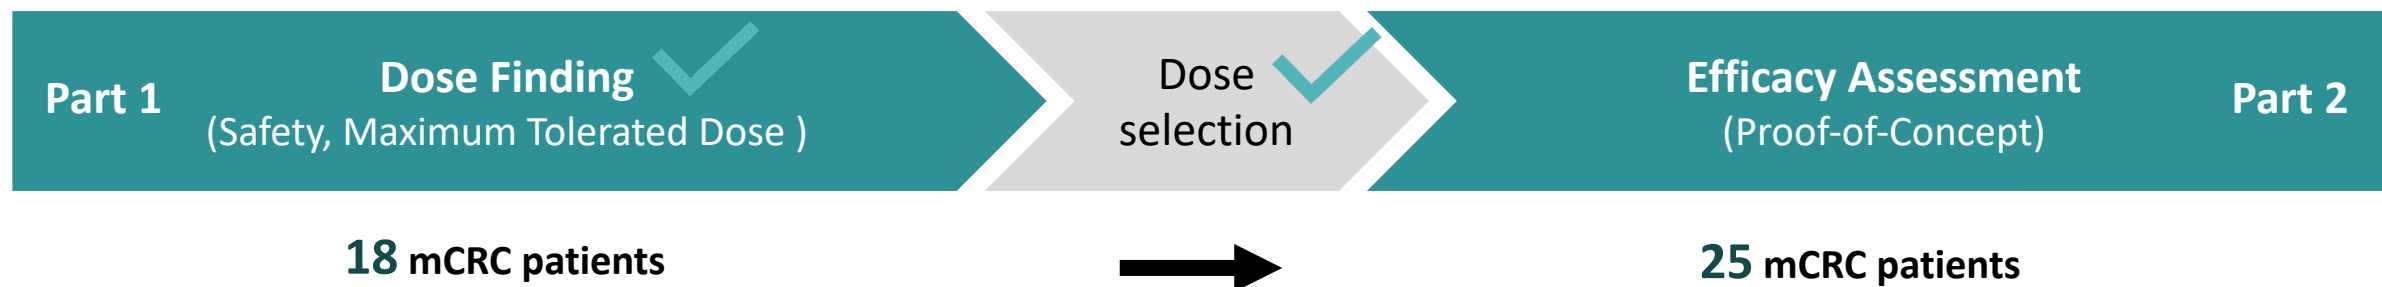 Part 1
Dose Finding
(Safety, Maximum Tolerated Dose )
Dose
selection
Efficacy Assessment
(Proof-of-Concept)
Part 2
18 mCRC patients
25 mCRC patients